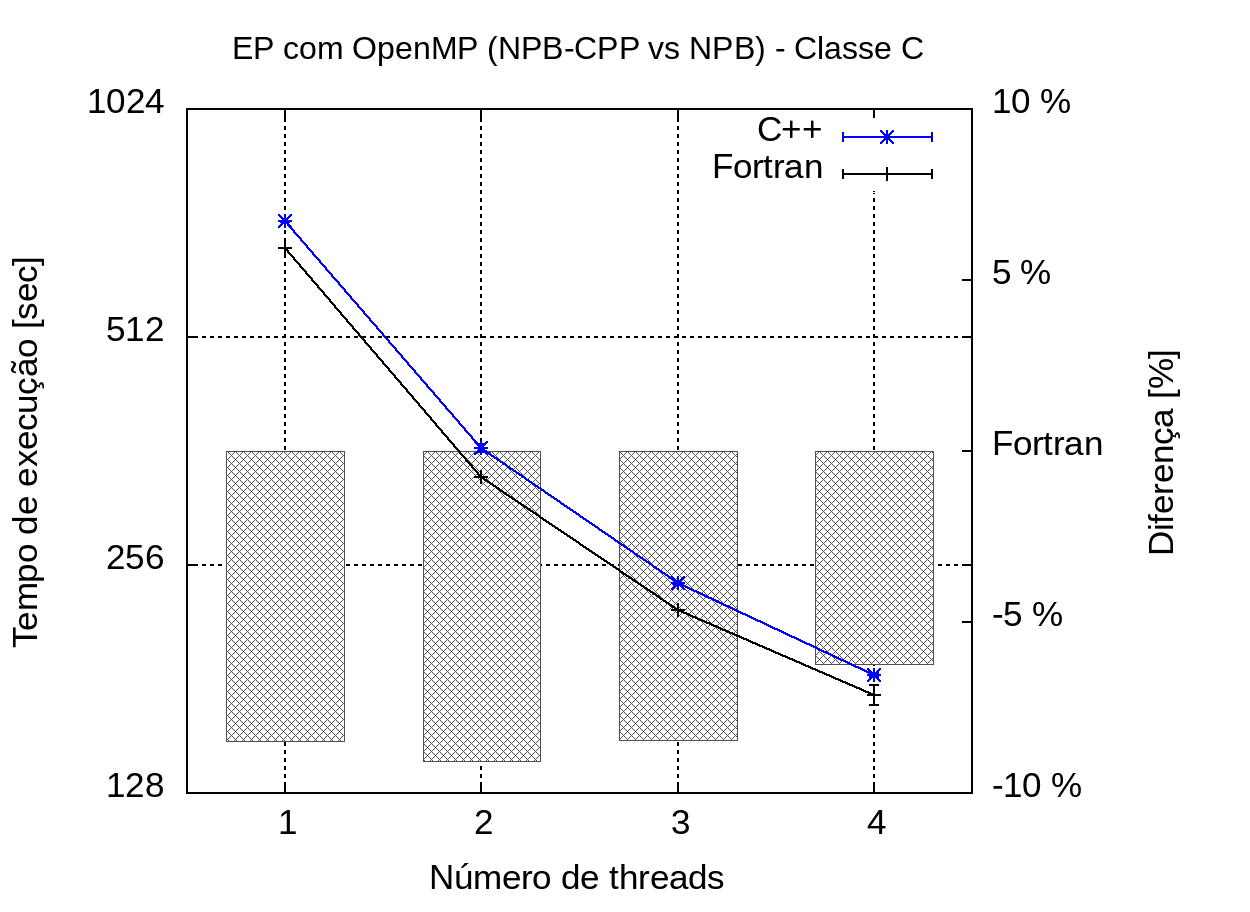 EP com OpenMP (NPB-CPP vs NPB) - Classe C
1024
512
256
128
Tempo de execução [sec]
C++
Fortran
10 %
5 %
Fortran
-5 %
-10 %
Diferença [%]
1 2 3 4
Número de threads